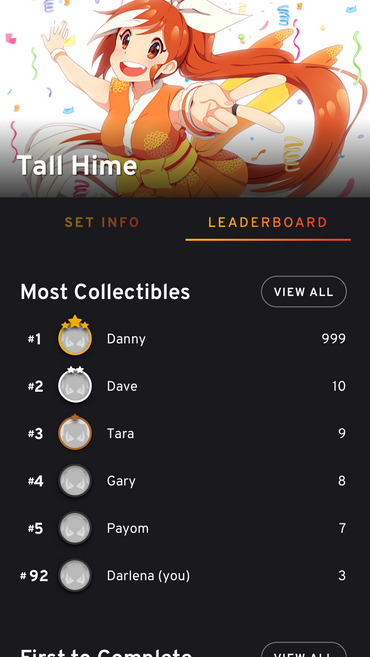 Tall Hime
SET INFO LEADERBOARD
Most Collectibles VIEW ALL
#1 Danny 999
#2 Dave 10
#3 Tara 9
#4 Gary 8
#5 Payom 7
#92 Darlena (you) 3
First to Complete VIEW ALL